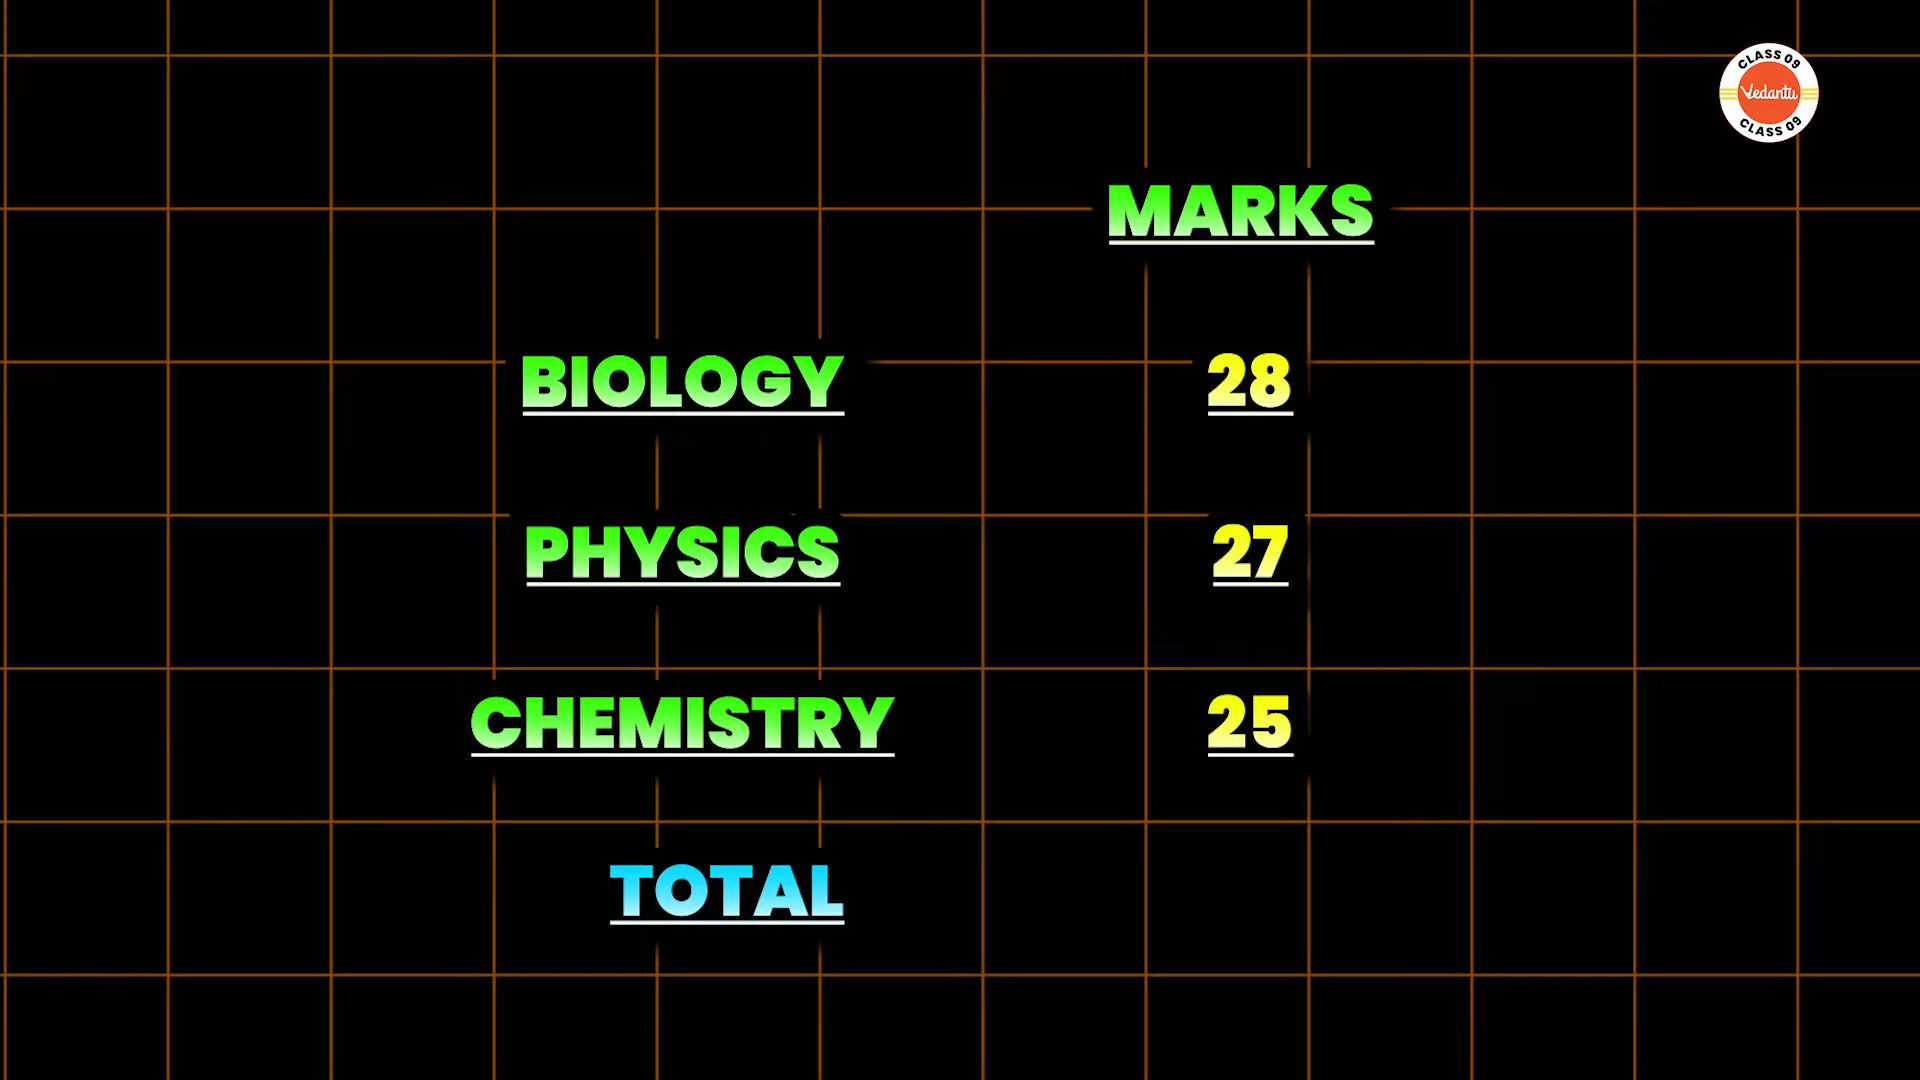 CLASS 09
Vedantu
CLASS 09
MARKS
BIOLOGY 28
PHYSICS 27
CHEMISTRY 25
TOTAL